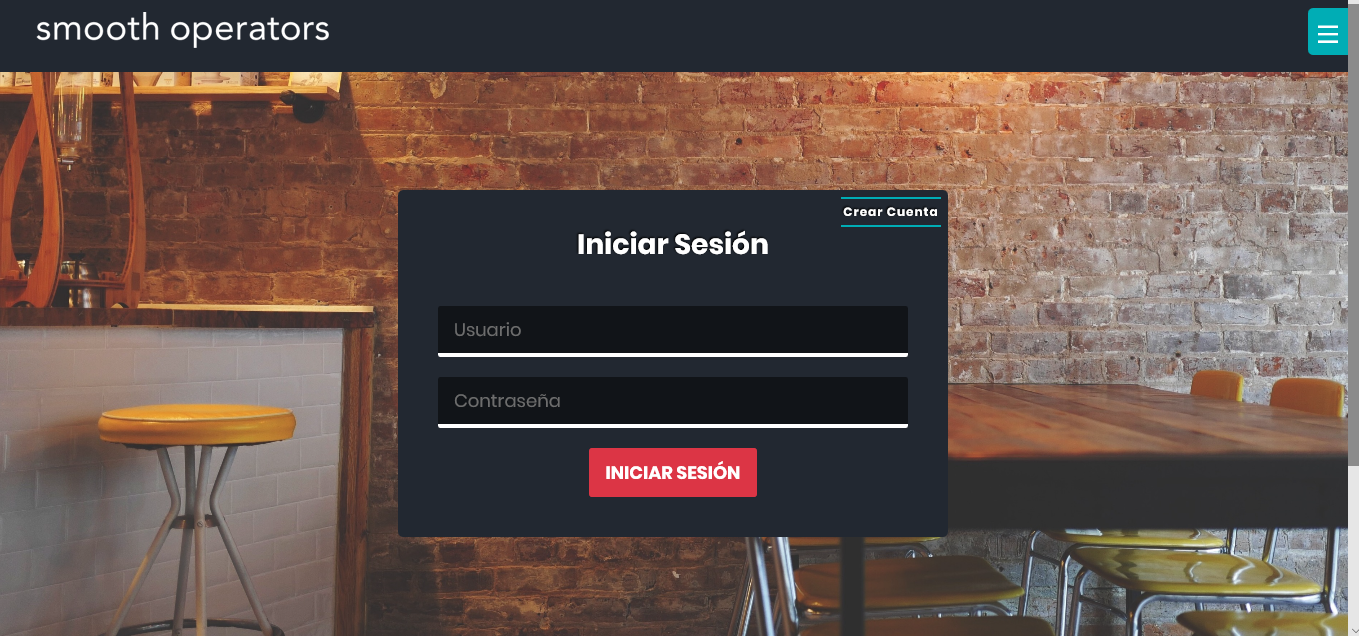 smooth operators
Crear Cuenta
Iniciar Sesión
Usuario
Contraseña
INICIAR SESIÓN